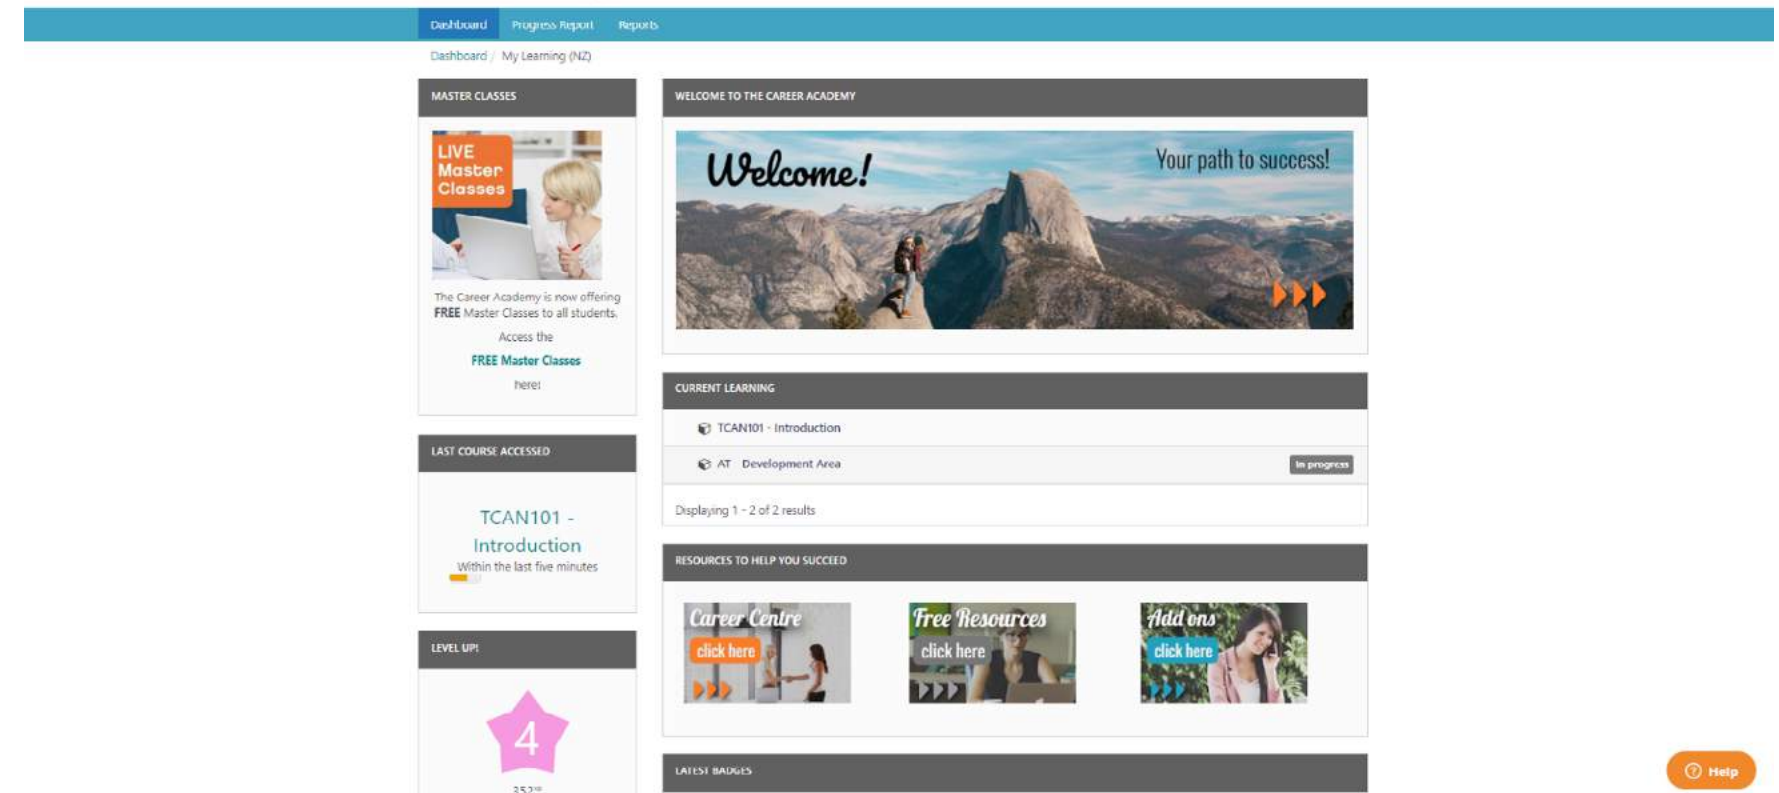 Dashboard Progress Report Reports
Dashboard / My Learning (NZ)
MASTER CLASSES
LIVE
Master
Classes
The Career Academy is now offering
FREE Master Classes to all students.
Access the
FREE Master Classes
here!
LAST COURSE ACCESSED
TCAN101 -
Introduction
Within the last five minutes
LEVEL UP!
4
352xp
WELCOME TO THE CAREER ACADEMY
Welcome!
Your path to success!
CURRENT LEARNING
TCAN101 - Introduction
AT Development Area
In progress
Displaying 1 - 2 of 2 results
RESOURCES TO HELP YOU SUCCEED
Career Centre
click here
Free Resources
click here
Add ons
click here
LATEST BADGES
Help